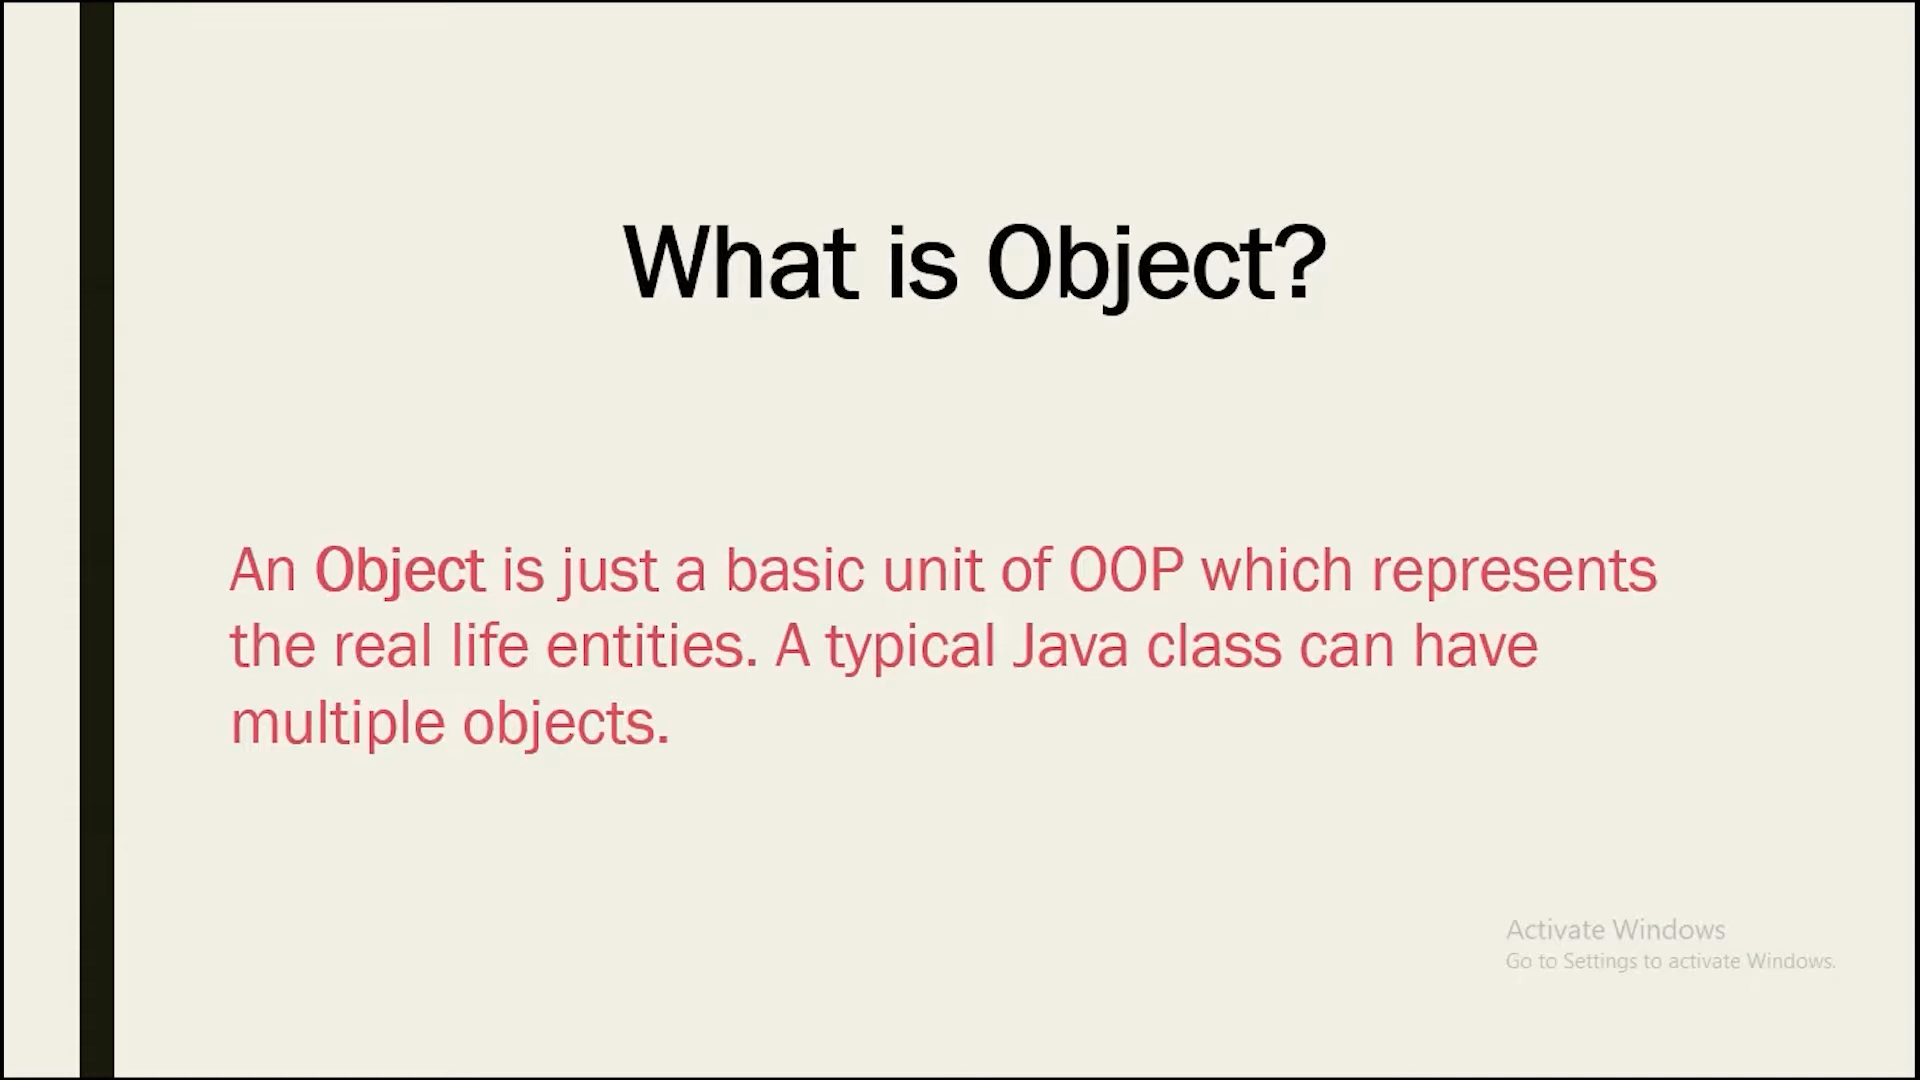 What is Object?
An Object is just a basic unit of OOP which represents
the real life entities. A typical Java class can have
multiple objects.
Activate Windows
Go to Settings to activate Windows.